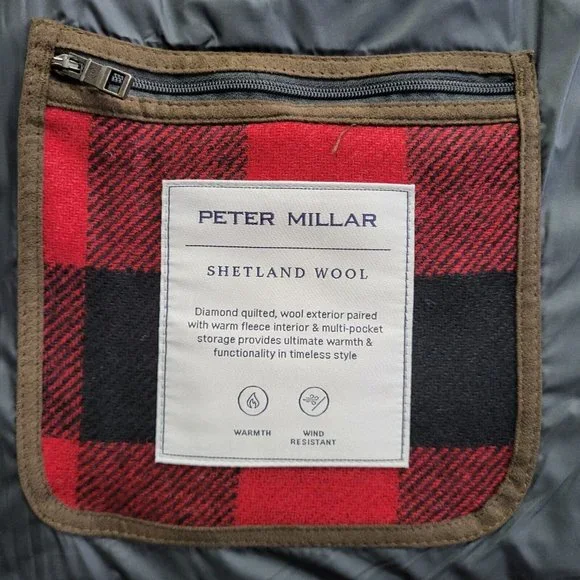 PETER MILLAR
SHETLAND WOOL
Diamond quilted, wool exterior paired
with warm fleece interior & multi-pocket
storage provides ultimate warmth &
functionality in timeless style
WARMTH
WIND
RESISTANT